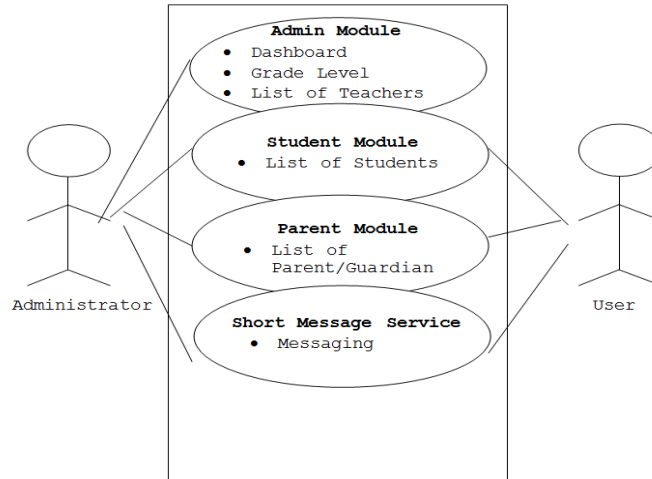 Admin Module
• Dashboard
• Grade Level
• List of Teachers
Student Module
• List of Students
Parent Module
• List of
Parent/Guardian
Administrator
User
Short Message Service
• Messaging